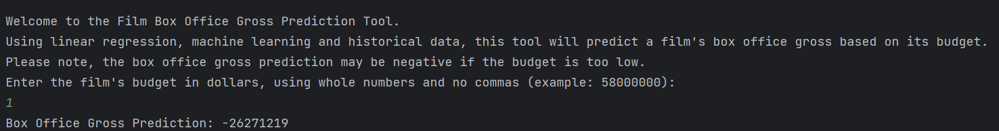 Welcome to the Film Box Office Gross Prediction Tool.
Using linear regression, machine learning and historical data, this tool will predict a film's box office gross based on its budget.
Please note, the box office gross prediction may be negative if the budget is too low.
Enter the film's budget in dollars, using whole numbers and no commas (example: 58000000):
1
Box Office Gross Prediction: -26271219